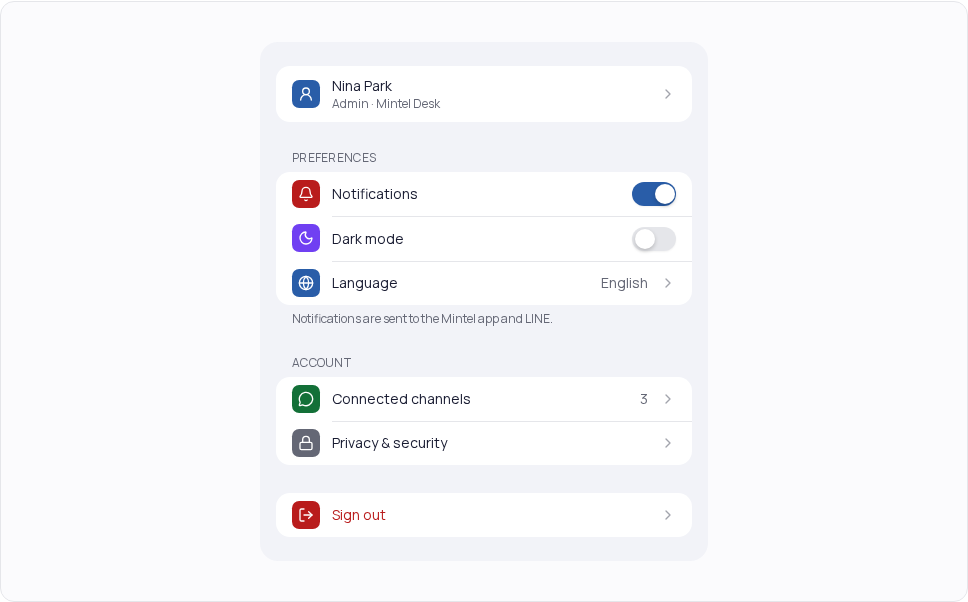 Nina Park
Admin · Mintel Desk
PREFERENCES
Notifications
Dark mode
Language English
Notifications are sent to the Mintel app and LINE.
ACCOUNT
Connected channels 3
Privacy & security
Sign out